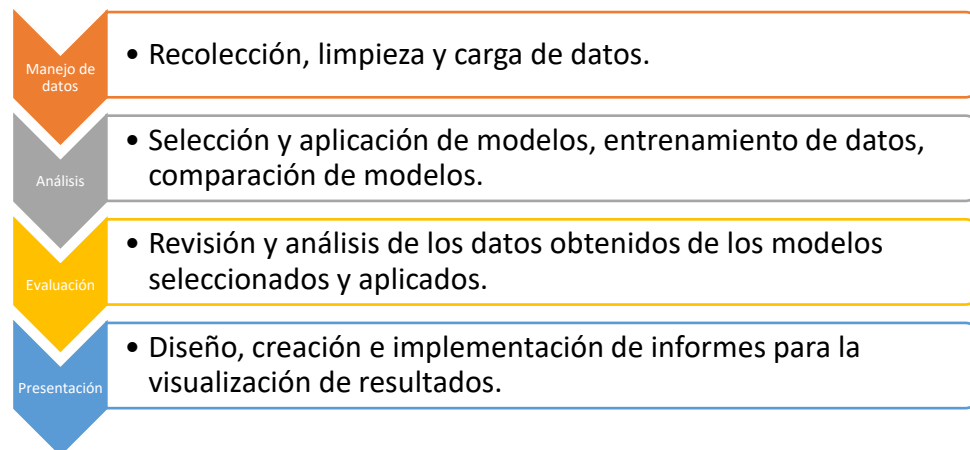 Manejo de
datos
• Recolección, limpieza y carga de datos.
Análisis
• Selección y aplicación de modelos, entrenamiento de datos,
comparación de modelos.
Evaluación
• Revisión y análisis de los datos obtenidos de los modelos
seleccionados y aplicados.
Presentación
• Diseño, creación e implementación de informes para la
visualización de resultados.